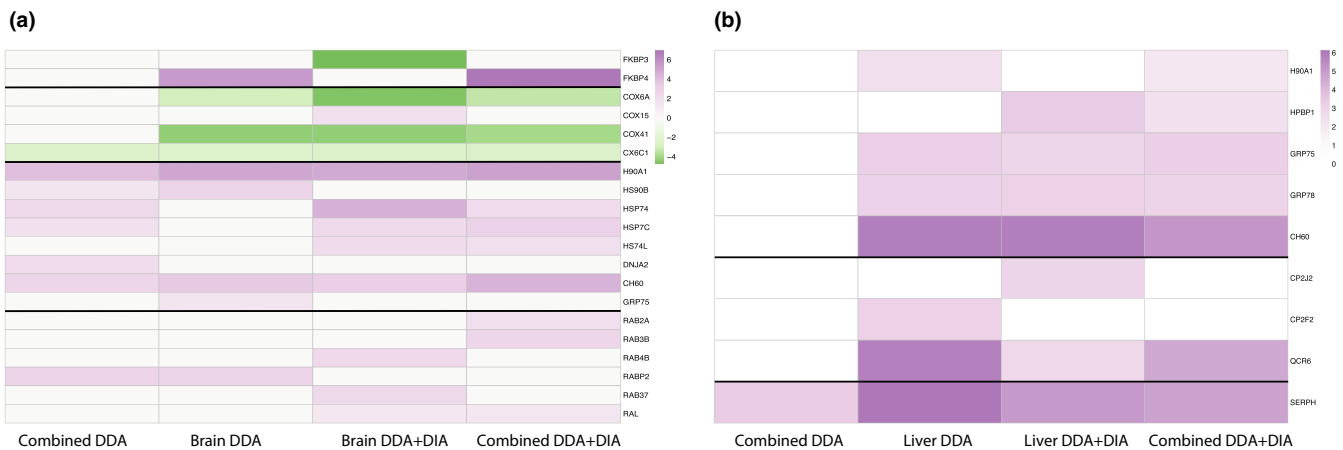 (a)
FKBP3
FKBP4
COX6A
COX15
COX41
CX6C1
H90A1
HS90B
HSP74
HSP7C
HS74L
DNJA2
CH60
GRP75
RAB2A
RAB3B
RAB4B
RABP2
RAB37
RAL
6
4
2
0
−2
−4
Combined DDA Brain DDA Brain DDA+DIA Combined DDA+DIA
(b)
H90A1
HPBP1
GRP75
GRP78
CH60
CP2J2
CP2F2
QCR6
SERPH
6
5
4
3
2
1
0
Combined DDA Liver DDA Liver DDA+DIA Combined DDA+DIA